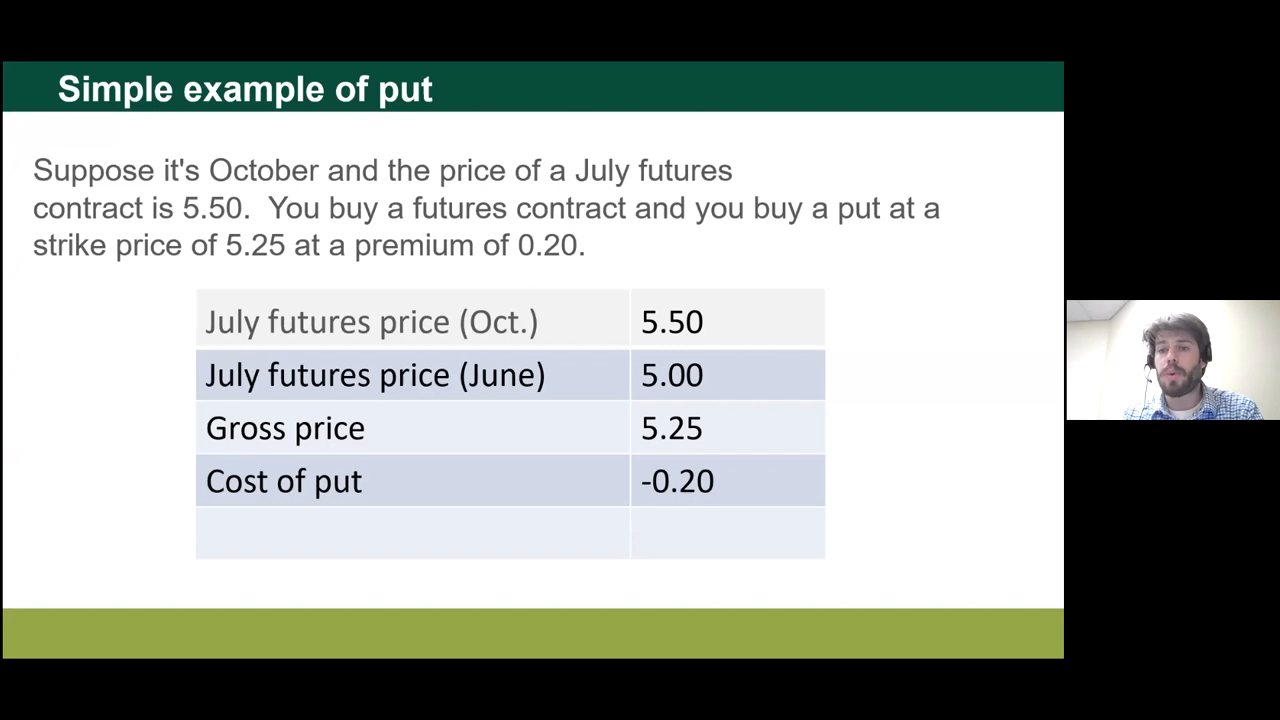 Simple example of put
Suppose it's October and the price of a July futures
contract is 5.50.  You buy a futures contract and you buy a put at a
strike price of 5.25 at a premium of 0.20.
July futures price (Oct.) 5.50
July futures price (June) 5.00
Gross price 5.25
Cost of put -0.20